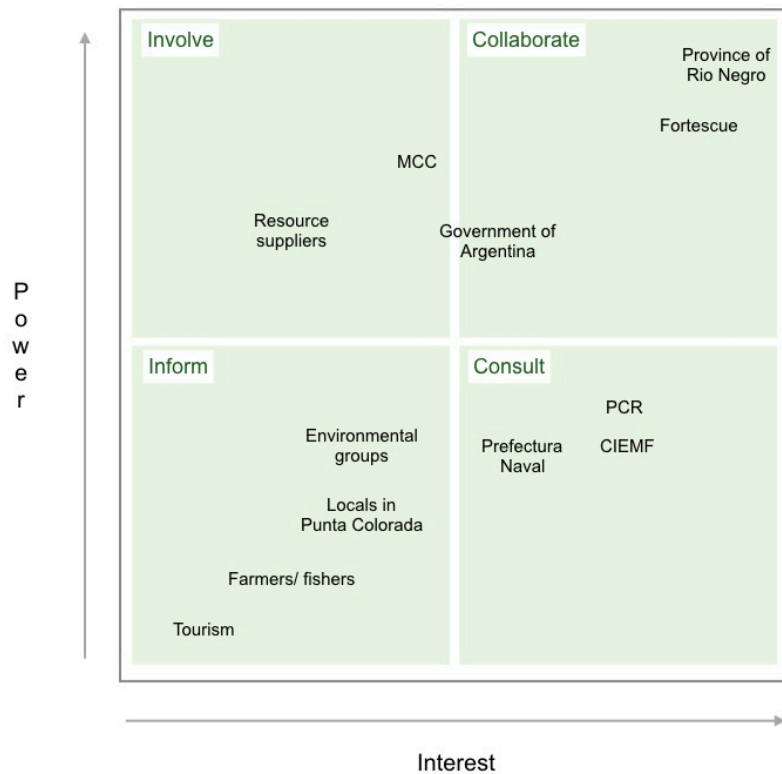 Involve
Collaborate
Province of
Rio Negro
Fortescue
MCC
Resource
suppliers
Government of
Argentina
Power
Inform
Consult
PCR
Environmental
groups
Prefectura
Naval
CIEMF
Locals in
Punta Colorada
Farmers/ fishers
Tourism
Interest